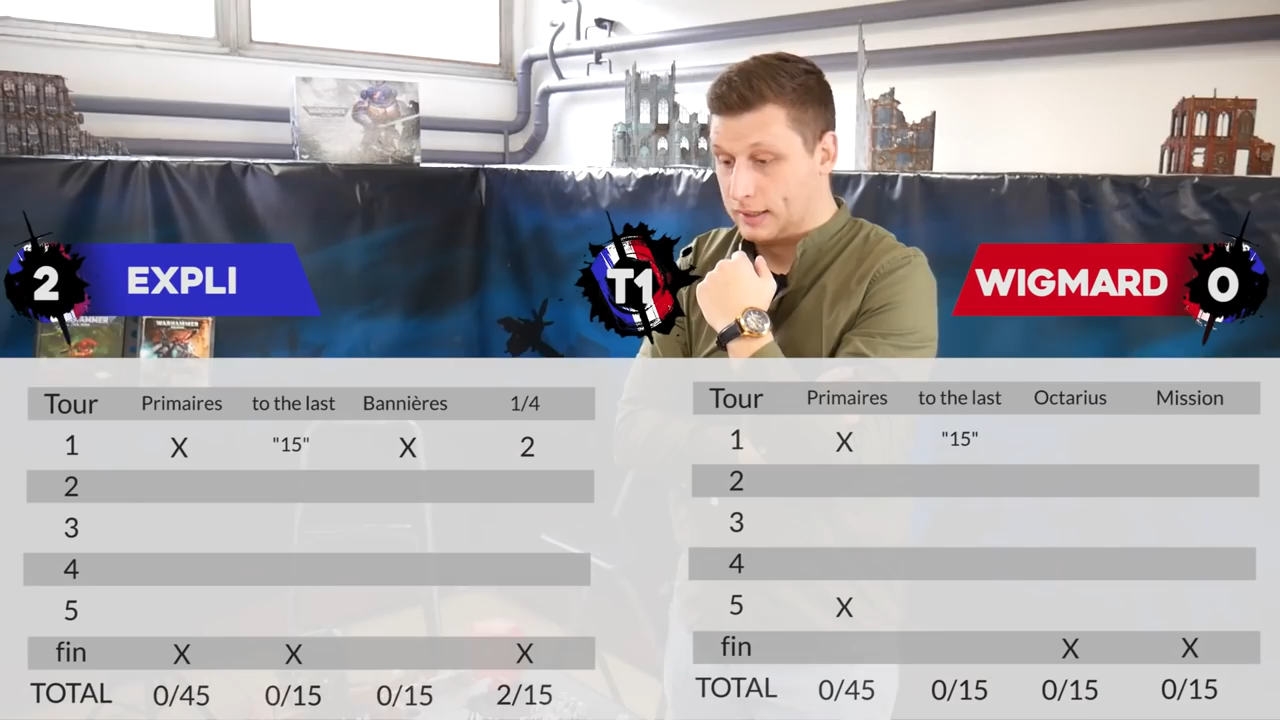 2 EXPLI T1 WIGMARD 0
WARHAMMER
Tour Primaires to the last Bannières 1/4
1 X "15" X 2
2
3
4
5
fin X X X
TOTAL 0/45 0/15 0/15 2/15
Tour Primaires to the last Octarius Mission
1 X "15"
2
3
4
5 X
fin X X
TOTAL 0/45 0/15 0/15 0/15